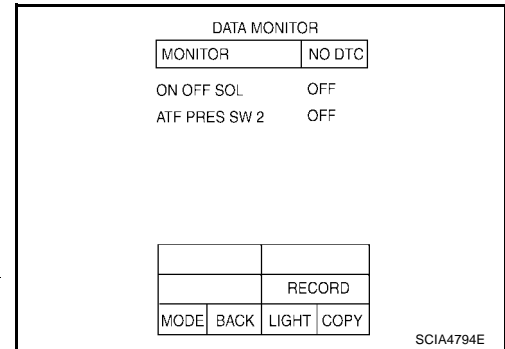 DATA MONITOR
MONITOR NO DTC
ON OFF SOL OFF
ATF PRES SW 2 OFF
RECORD
MODE BACK LIGHT COPY
SCIA4794E